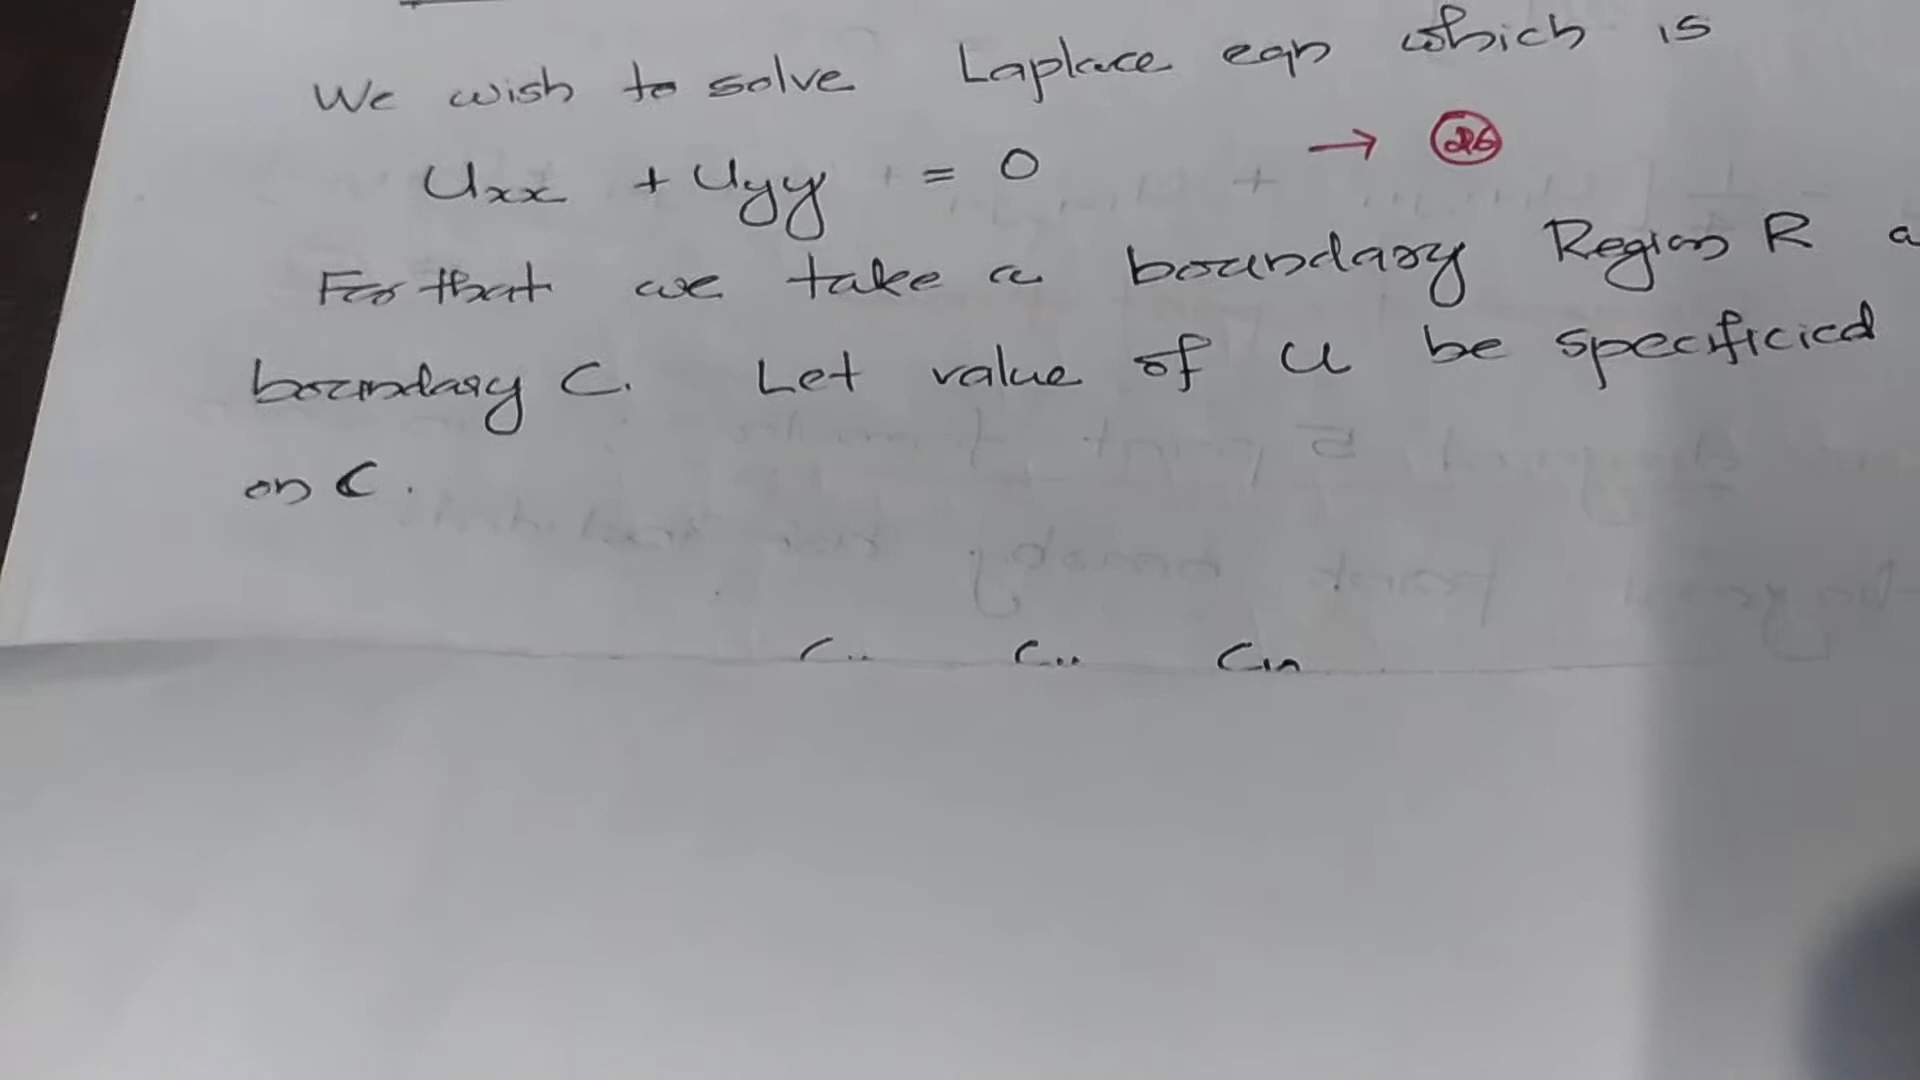 We wish to solve Laplace eqn which is
Uxx + Uyy = 0 → 26
For that we take a boundary Region R a
boundary C. Let value of u be specificied
on C.